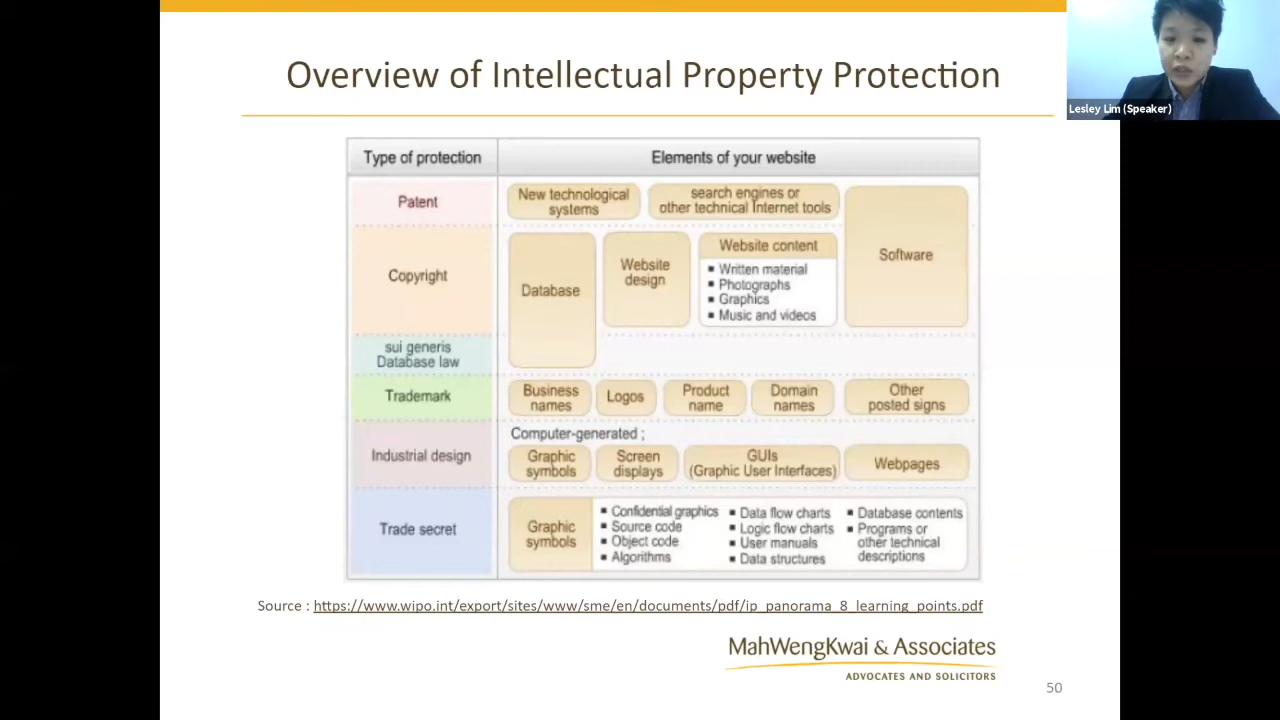 Overview of Intellectual Property Protection
Lesley Lim (Speaker)
Type of protection
Elements of your website
Patent
New technological
systems
search engines or
other technical Internet tools
Software
Copyright
Database
Website
design
Website content
▪ Written material
▪ Photographs
▪ Graphics
▪ Music and videos
sui generis
Database law
Trademark
Business
names
Logos
Product
name
Domain
names
Other
posted signs
Industrial design
Computer-generated ;
Graphic
symbols
Screen
displays
GUIs
(Graphic User Interfaces)
Webpages
Trade secret
Graphic
symbols
▪ Confidential graphics
▪ Source code
▪ Object code
▪ Algorithms
▪ Data flow charts
▪ Logic flow charts
▪ User manuals
▪ Data structures
▪ Database contents
▪ Programs or
other technical
descriptions
Source : https://www.wipo.int/export/sites/www/sme/en/documents/pdf/ip_panorama_8_learning_points.pdf
MahWengKwai & Associates
ADVOCATES AND SOLICITORS
50